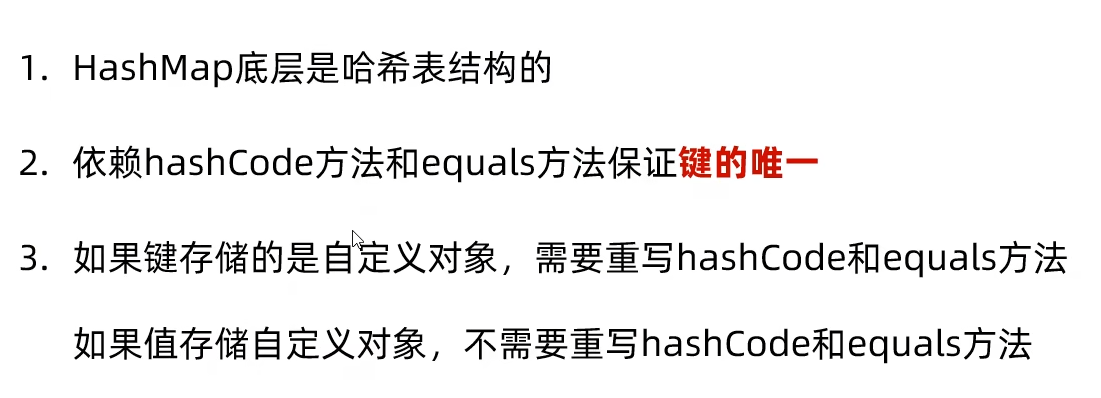 1. HashMap底层是哈希表结构的
2. 依赖hashCode方法和equals方法保证键的唯一
3. 如果键存储的是自定义对象，需要重写hashCode和equals方法
如果值存储自定义对象，不需要重写hashCode和equals方法